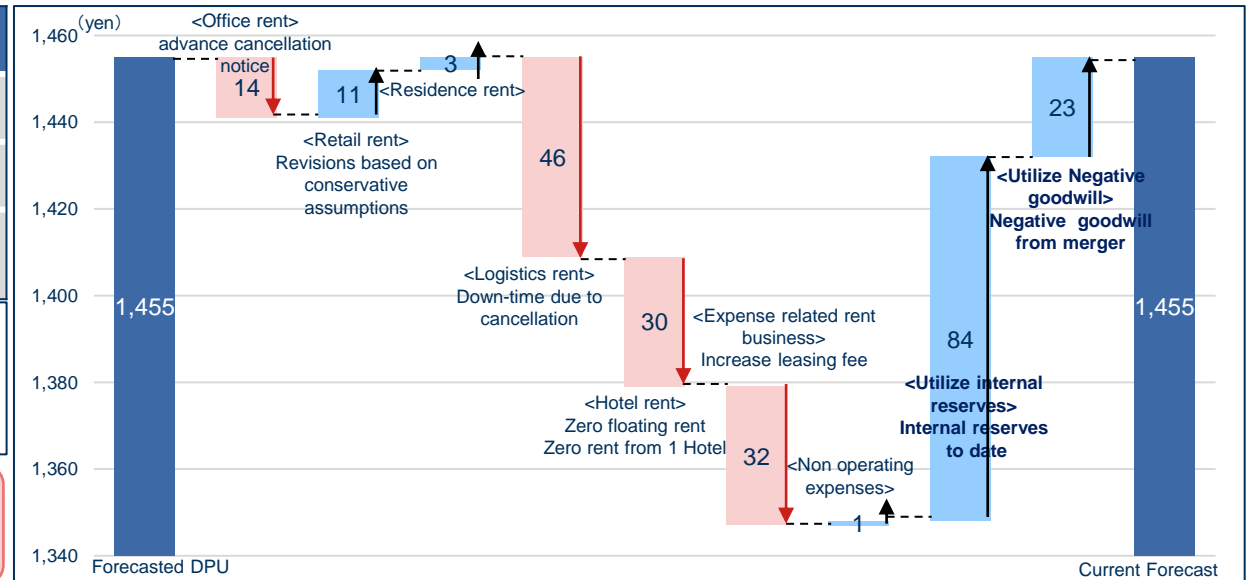 (yen)
1,460
1,440
1,420
1,400
1,380
1,360
1,340
1,455
Forecasted DPU
<Office rent>
advance cancellation
notice
14
11
<Retail rent>
Revisions based on
conservative
assumptions
3
<Residence rent>
46
<Logistics rent>
Down-time due to
cancellation
30
<Hotel rent>
Zero floating rent
Zero rent from 1 Hotel
<Expense related rent
business>
Increase leasing fee
32
<Non operating
expenses>
1
84
<Utilize internal
reserves>
Internal reserves
to date
23
<Utilize Negative
goodwill>
Negative goodwill
from merger
1,455
Current Forecast